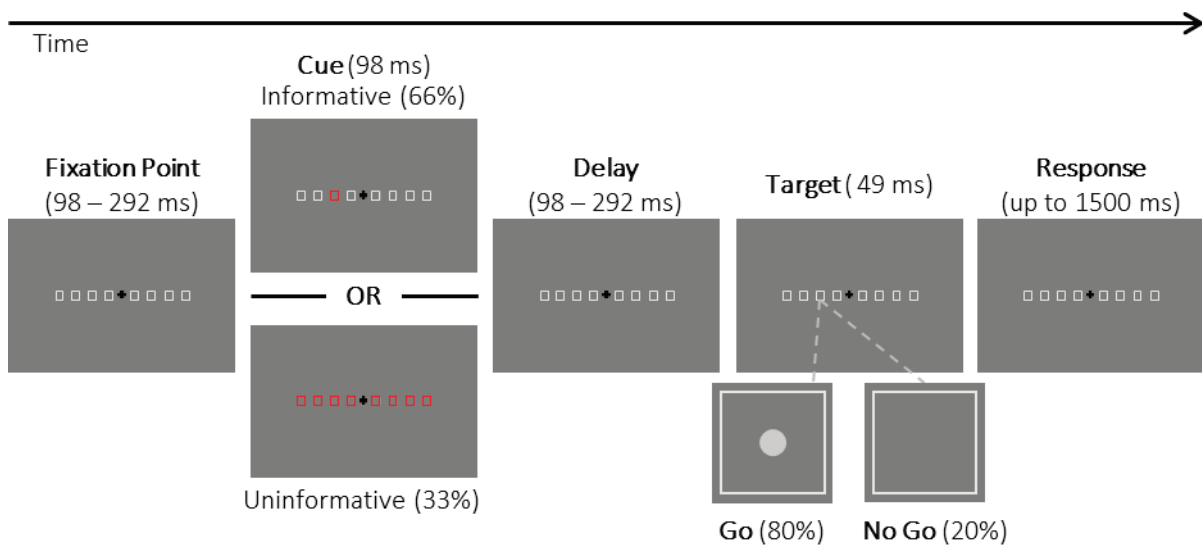 Time
Cue (98 ms)
Informative (66%)
Fixation Point
(98 – 292 ms)
OR
Uninformative (33%)
Delay
(98 – 292 ms)
Target ( 49 ms)
Go (80%)
No Go (20%)
Response
(up to 1500 ms)